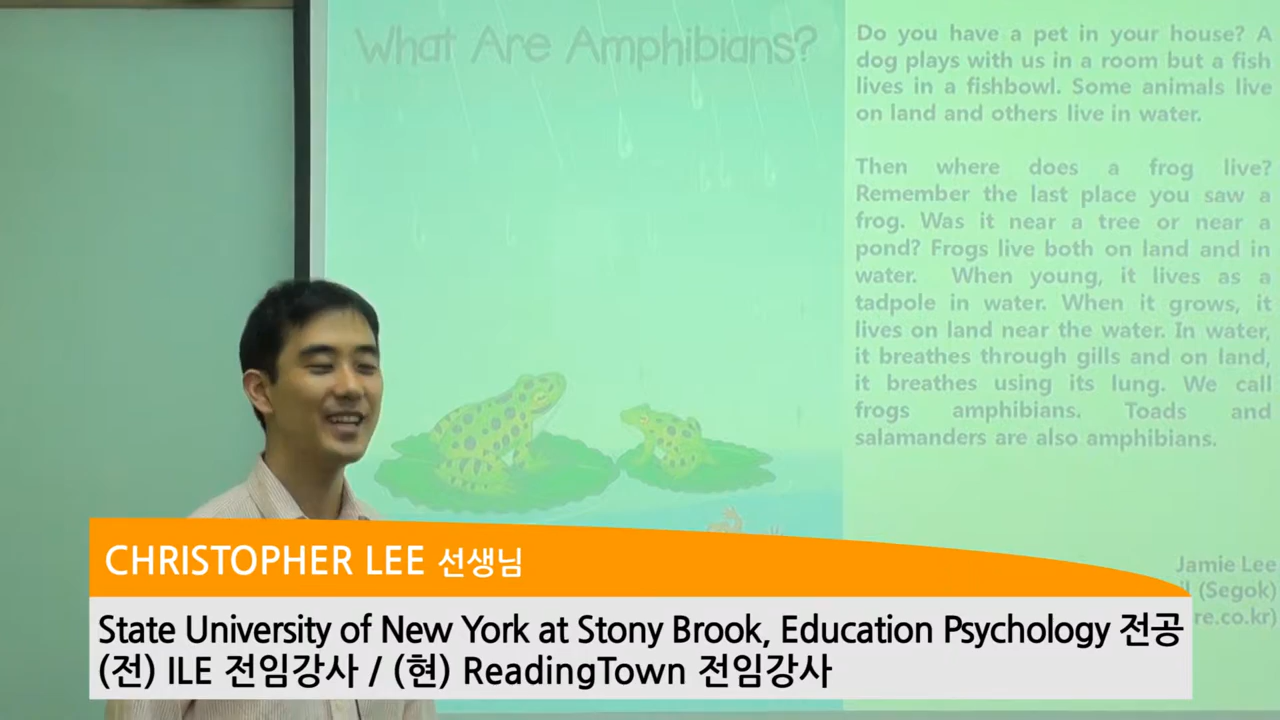 What Are Amphibians?
Do you have a pet in your house? A
dog plays with us in a room but a fish
lives in a fishbowl. Some animals live
on land and others live in water.
Then where does a frog live?
Remember the last place you saw a
frog. Was it near a tree or near a
pond? Frogs live both on land and in
water. When young, it lives as a
tadpole in water. When it grows, it
lives on land near the water. In water,
it breathes through gills and on land,
it breathes using its lung. We call
frogs amphibians. Toads and
salamanders are also amphibians.
Jamie Lee
(Segok)
re.co.kr)
CHRISTOPHER LEE 선생님
State University of New York at Stony Brook, Education Psychology 전공
(전) ILE 전임강사 / (현) ReadingTown 전임강사